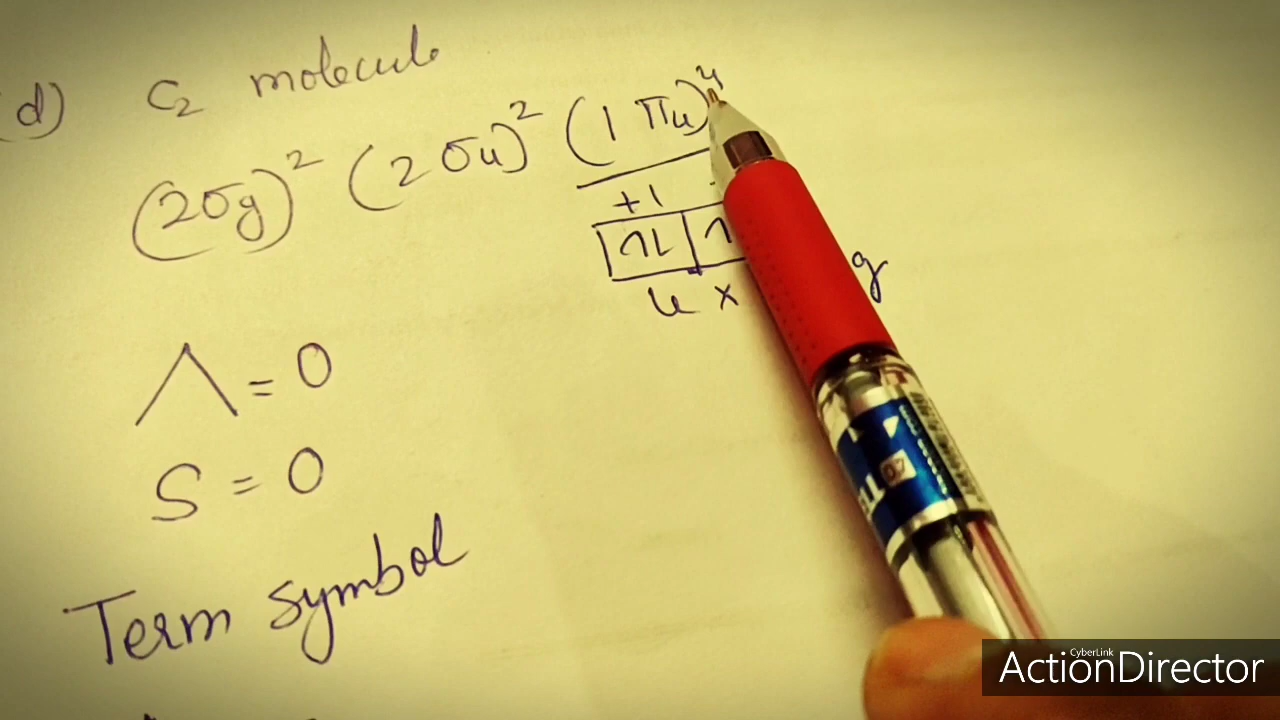 (d) C₂ molecule
(2σg)² (2σu)² (1πu)⁴
+1
u x g
Λ = 0
S = 0
Term symbol
CyberLink
ActionDirector